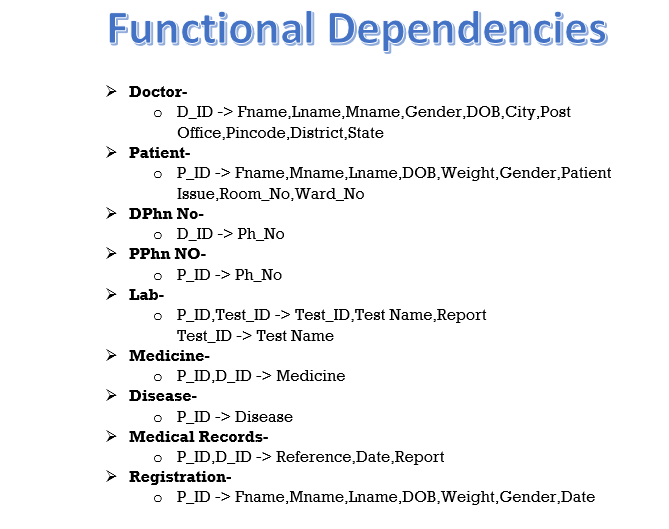 Functional Dependencies
➢ Doctor-
o D_ID -> Fname,Lname,Mname,Gender,DOB,City,Post
Office,Pincode,District,State
➢ Patient-
o P_ID -> Fname,Mname,Lname,DOB,Weight,Gender,Patient
Issue,Room_No,Ward_No
➢ DPhn No-
o D_ID -> Ph_No
➢ PPhn NO-
o P_ID -> Ph_No
➢ Lab-
o P_ID,Test_ID -> Test_ID,Test Name,Report
Test_ID -> Test Name
➢ Medicine-
o P_ID,D_ID -> Medicine
➢ Disease-
o P_ID -> Disease
➢ Medical Records-
o P_ID,D_ID -> Reference,Date,Report
➢ Registration-
o P_ID -> Fname,Mname,Lname,DOB,Weight,Gender,Date